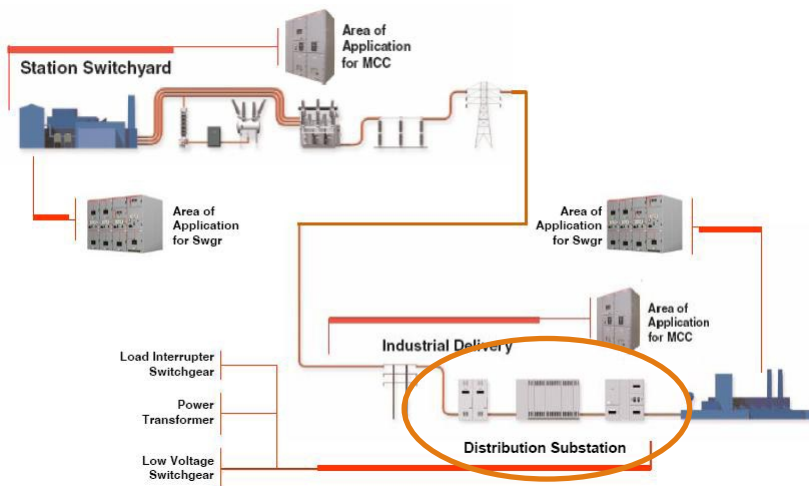 Area of
Application
for MCC
Station Switchyard
Area of
Application
for Swgr
Area of
Application
for Swgr
Area of
Application
for MCC
Industrial Delivery
Load Interrupter
Switchgear
Power
Transformer
Distribution Substation
Low Voltage
Switchgear